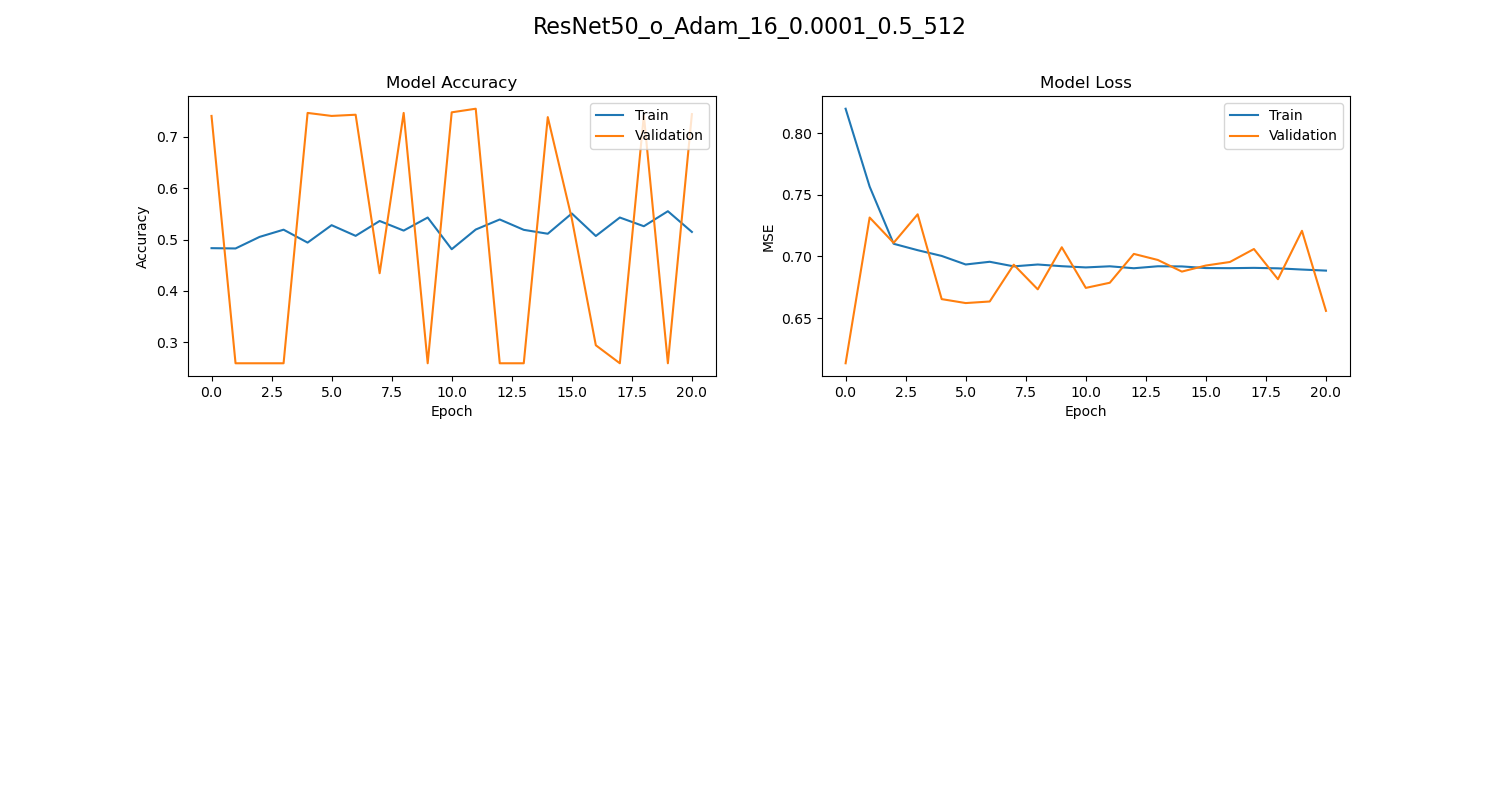 ResNet50_o_Adam_16_0.0001_0.5_512
Model Accuracy
Train
Validation
0.7
0.6
0.5
0.4
0.3
Accuracy
0.0 2.5 5.0 7.5 10.0 12.5 15.0 17.5 20.0
Epoch
Model Loss
Train
Validation
0.80
0.75
0.70
0.65
MSE
0.0 2.5 5.0 7.5 10.0 12.5 15.0 17.5 20.0
Epoch